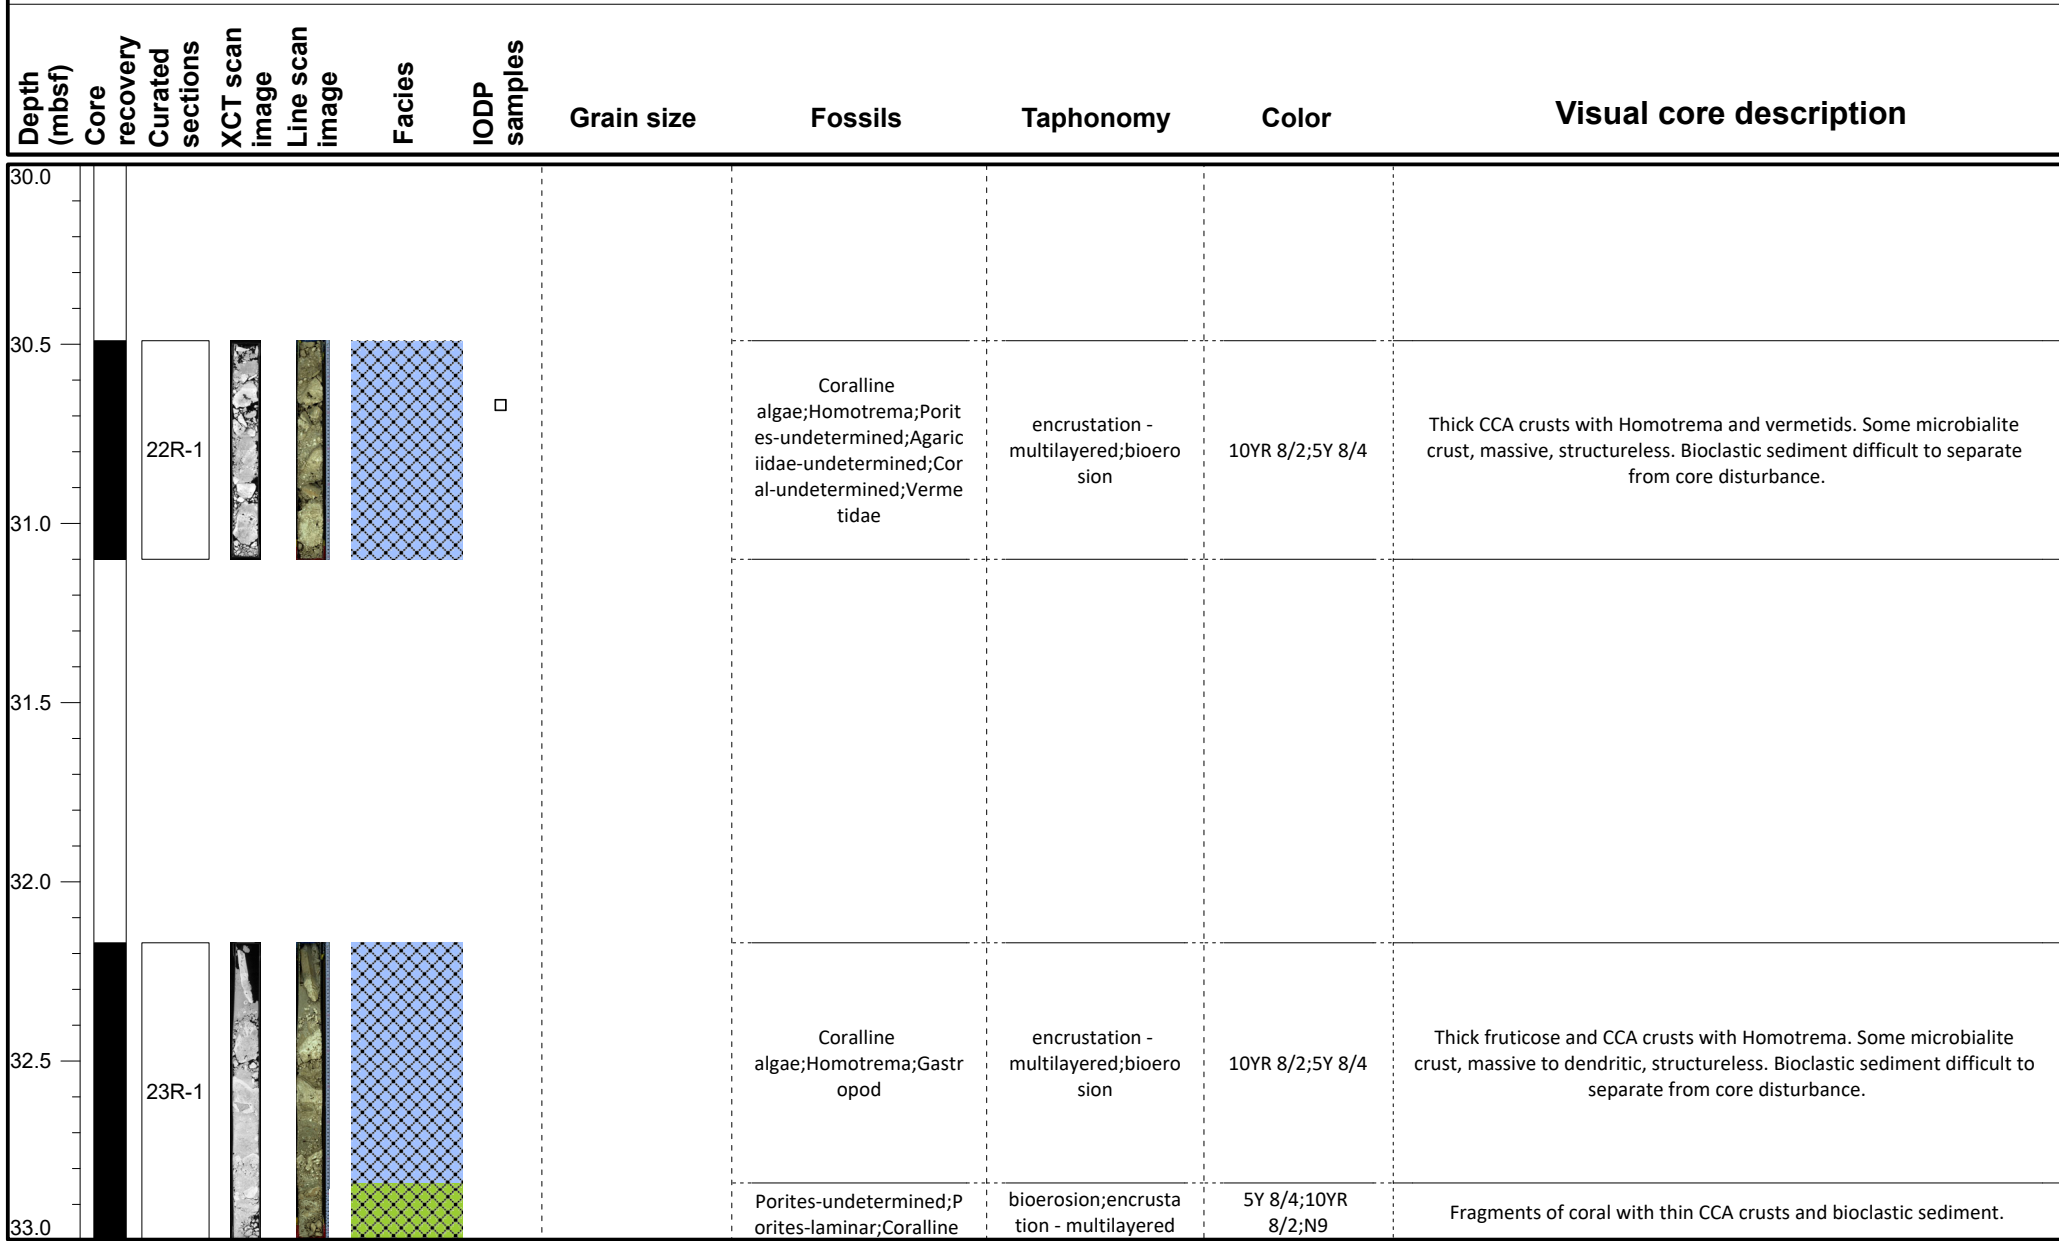 Depth
(mbsf)
Core
recovery
Curated
sections
XCT scan
image
Line scan
image
Facies
IODP
samples
Grain size
Fossils
Taphonomy
Color
Visual core description
30.0
30.5
22R-1
Coralline
algae;Homotrema;Porit
es-undetermined;Agaric
iidae-undetermined;Cor
al-undetermined;Verme
tidae
encrustation -
multilayered;bioero
sion
10YR 8/2;5Y 8/4
Thick CCA crusts with Homotrema and vermetids. Some microbialite
crust, massive, structureless. Bioclastic sediment difficult to separate
from core disturbance.
31.0
31.5
32.0
32.5
23R-1
Coralline
algae;Homotrema;Gastr
opod
encrustation -
multilayered;bioero
sion
10YR 8/2;5Y 8/4
Thick fruticose and CCA crusts with Homotrema. Some microbialite
crust, massive to dendritic, structureless. Bioclastic sediment difficult to
separate from core disturbance.
33.0
Porites-undetermined;P
orites-laminar;Coralline
bioerosion;encrusta
tion - multilayered
5Y 8/4;10YR
8/2;N9
Fragments of coral with thin CCA crusts and bioclastic sediment.